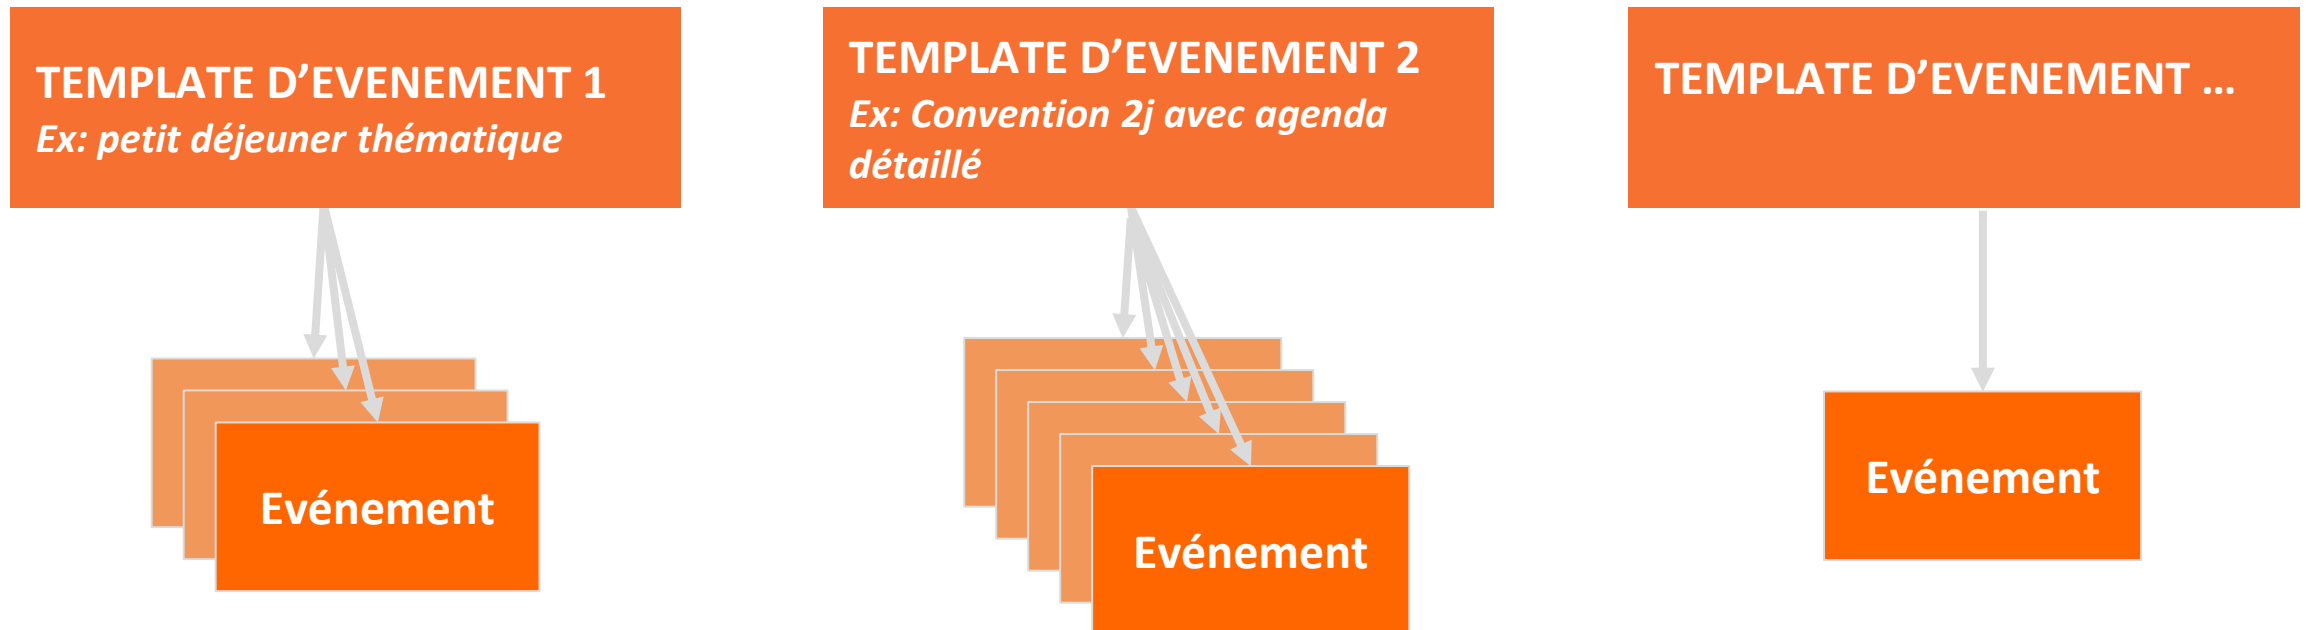 TEMPLATE D’EVENEMENT 1
Ex: petit déjeuner thématique
TEMPLATE D’EVENEMENT 2
Ex: Convention 2j avec agenda
détaillé
TEMPLATE D’EVENEMENT ...
Evénement
Evénement
Evénement